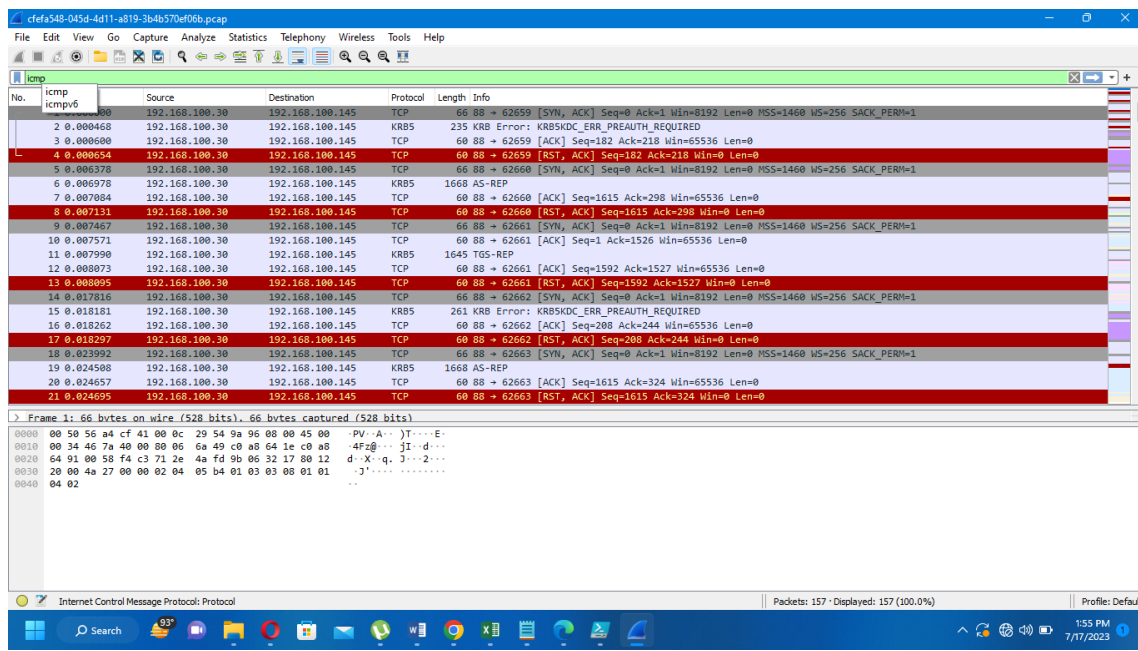 cfefa548-045d-4d11-a819-3b4b570ef06b.pcap
File Edit View Go Capture Analyze Statistics Telephony Wireless Tools Help
icmp
icmp
icmpv6
No. Source Destination Protocol Length Info
192.168.100.30 192.168.100.145 TCP 66 88 → 62659 [SYN, ACK] Seq=0 Ack=1 Win=8192 Len=0 MSS=1460 WS=256 SACK_PERM=1
2 0.000468 192.168.100.30 192.168.100.145 KRB5 235 KRB Error: KRB5KDC_ERR_PREAUTH_REQUIRED
3 0.000600 192.168.100.30 192.168.100.145 TCP 60 88 → 62659 [ACK] Seq=182 Ack=218 Win=65536 Len=0
4 0.000654 192.168.100.30 192.168.100.145 TCP 60 88 → 62659 [RST, ACK] Seq=182 Ack=218 Win=0 Len=0
5 0.006378 192.168.100.30 192.168.100.145 TCP 66 88 → 62660 [SYN, ACK] Seq=0 Ack=1 Win=8192 Len=0 MSS=1460 WS=256 SACK_PERM=1
6 0.006978 192.168.100.30 192.168.100.145 KRB5 1668 AS-REP
7 0.007084 192.168.100.30 192.168.100.145 TCP 60 88 → 62660 [ACK] Seq=1615 Ack=298 Win=65536 Len=0
8 0.007131 192.168.100.30 192.168.100.145 TCP 60 88 → 62660 [RST, ACK] Seq=1615 Ack=298 Win=0 Len=0
9 0.007467 192.168.100.30 192.168.100.145 TCP 66 88 → 62661 [SYN, ACK] Seq=0 Ack=1 Win=8192 Len=0 MSS=1460 WS=256 SACK_PERM=1
10 0.007571 192.168.100.30 192.168.100.145 TCP 60 88 → 62661 [ACK] Seq=1 Ack=1526 Win=65536 Len=0
11 0.007990 192.168.100.30 192.168.100.145 KRB5 1645 TGS-REP
12 0.008073 192.168.100.30 192.168.100.145 TCP 60 88 → 62661 [ACK] Seq=1592 Ack=1527 Win=65536 Len=0
13 0.008095 192.168.100.30 192.168.100.145 TCP 60 88 → 62661 [RST, ACK] Seq=1592 Ack=1527 Win=0 Len=0
14 0.017816 192.168.100.30 192.168.100.145 TCP 66 88 → 62662 [SYN, ACK] Seq=0 Ack=1 Win=8192 Len=0 MSS=1460 WS=256 SACK_PERM=1
15 0.018181 192.168.100.30 192.168.100.145 KRB5 261 KRB Error: KRB5KDC_ERR_PREAUTH_REQUIRED
16 0.018262 192.168.100.30 192.168.100.145 TCP 60 88 → 62662 [ACK] Seq=208 Ack=244 Win=65536 Len=0
17 0.018297 192.168.100.30 192.168.100.145 TCP 60 88 → 62662 [RST, ACK] Seq=208 Ack=244 Win=0 Len=0
18 0.023992 192.168.100.30 192.168.100.145 TCP 66 88 → 62663 [SYN, ACK] Seq=0 Ack=1 Win=8192 Len=0 MSS=1460 WS=256 SACK_PERM=1
19 0.024508 192.168.100.30 192.168.100.145 KRB5 1668 AS-REP
20 0.024657 192.168.100.30 192.168.100.145 TCP 60 88 → 62663 [ACK] Seq=1615 Ack=324 Win=65536 Len=0
21 0.024695 192.168.100.30 192.168.100.145 TCP 60 88 → 62663 [RST, ACK] Seq=1615 Ack=324 Win=0 Len=0
> Frame 1: 66 bytes on wire (528 bits), 66 bytes captured (528 bits)
0000 00 50 56 a4 cf 41 00 0c 29 54 9a 96 08 00 45 00 ·PV··A·· )T····E·
0010 00 34 46 7a 40 00 80 06 6a 49 c0 a8 64 1e c0 a8 ·4Fz@··· jI··d···
0020 64 91 00 58 f4 c3 71 2e 4a fd 9b 06 32 17 80 12 d··X··q. J···2···
0030 20 00 4a 27 00 00 02 04 05 b4 01 03 03 08 01 01 ·J'···· ········
0040 04 02 ··
Internet Control Message Protocol: Protocol
Packets: 157 · Displayed: 157 (100.0%)
Profile: Defau
93°
Search
1:55 PM
7/17/2023
1